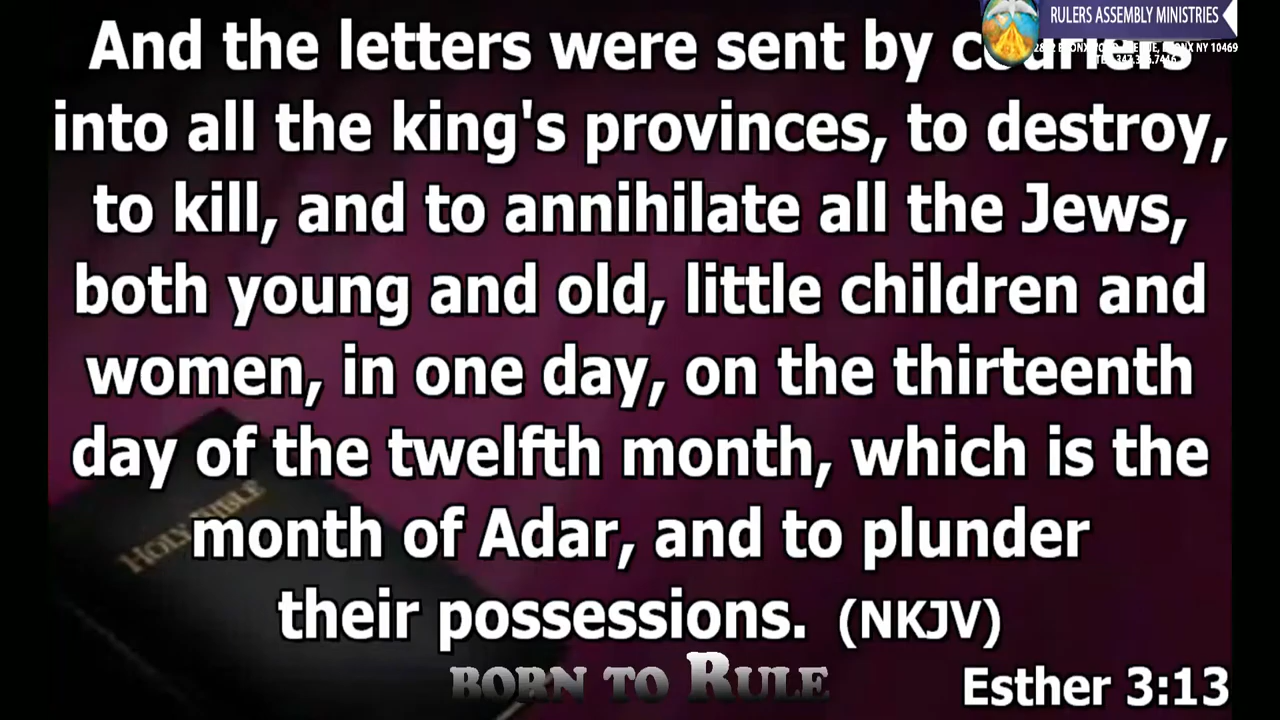 RULERS ASSEMBLY MINISTRIES
And the letters were sent by couriers
into all the king's provinces, to destroy,
to kill, and to annihilate all the Jews,
both young and old, little children and
women, in one day, on the thirteenth
day of the twelfth month, which is the
month of Adar, and to plunder
their possessions. (NKJV)
HOLY BIBLE
BORN TO RULE
Esther 3:13